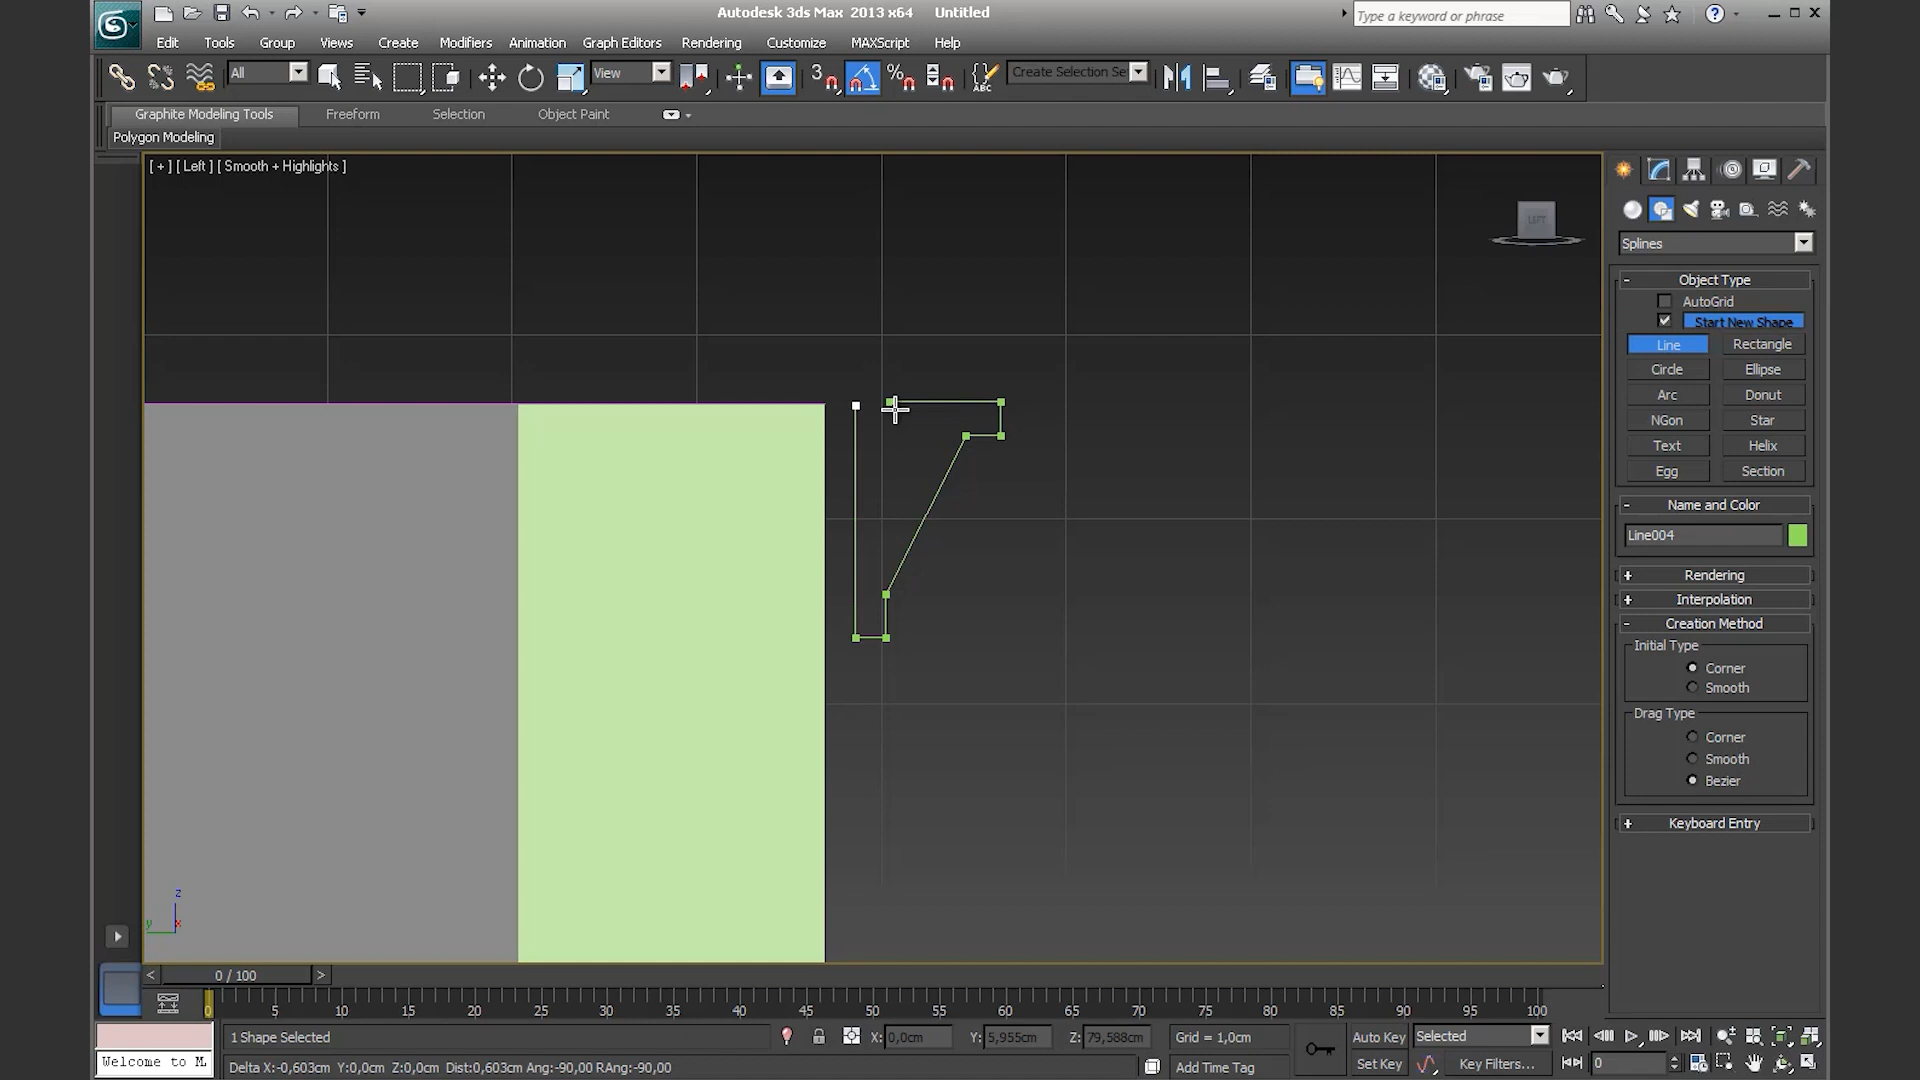 Autodesk 3ds Max 2013 x64 Untitled
Type a keyword or phrase
Edit Tools Group Views Create Modifiers Animation Graph Editors Rendering Customize MAXScript Help
All View 3 % ABC Create Selection Se
Graphite Modeling Tools Freeform Selection Object Paint
Polygon Modeling
[ + ] [ Left ] [ Smooth + Highlights ]
LEFT
Splines
Object Type
AutoGrid
Start New Shape
Line Rectangle
Circle Ellipse
Arc Donut
NGon Star
Text Helix
Egg Section
Name and Color
Line004
Rendering
Interpolation
Creation Method
Initial Type
Corner
Smooth
Drag Type
Corner
Smooth
Bezier
Keyboard Entry
z
y x
< 0 / 100 >
0 5 10 15 20 25 30 35 40 45 50 55 60 65 70 75 80 85 90 95 100
1 Shape Selected X: 0,0cm Y: 5,955cm Z: 79,588cm Grid = 1,0cm Auto Key Selected
Welcome to M. Delta X:-0,603cm Y:0,0cm Z:0,0cm Dist:0,603cm Ang:-90,00 RAng:-90,00 Add Time Tag Set Key Key Filters... 0